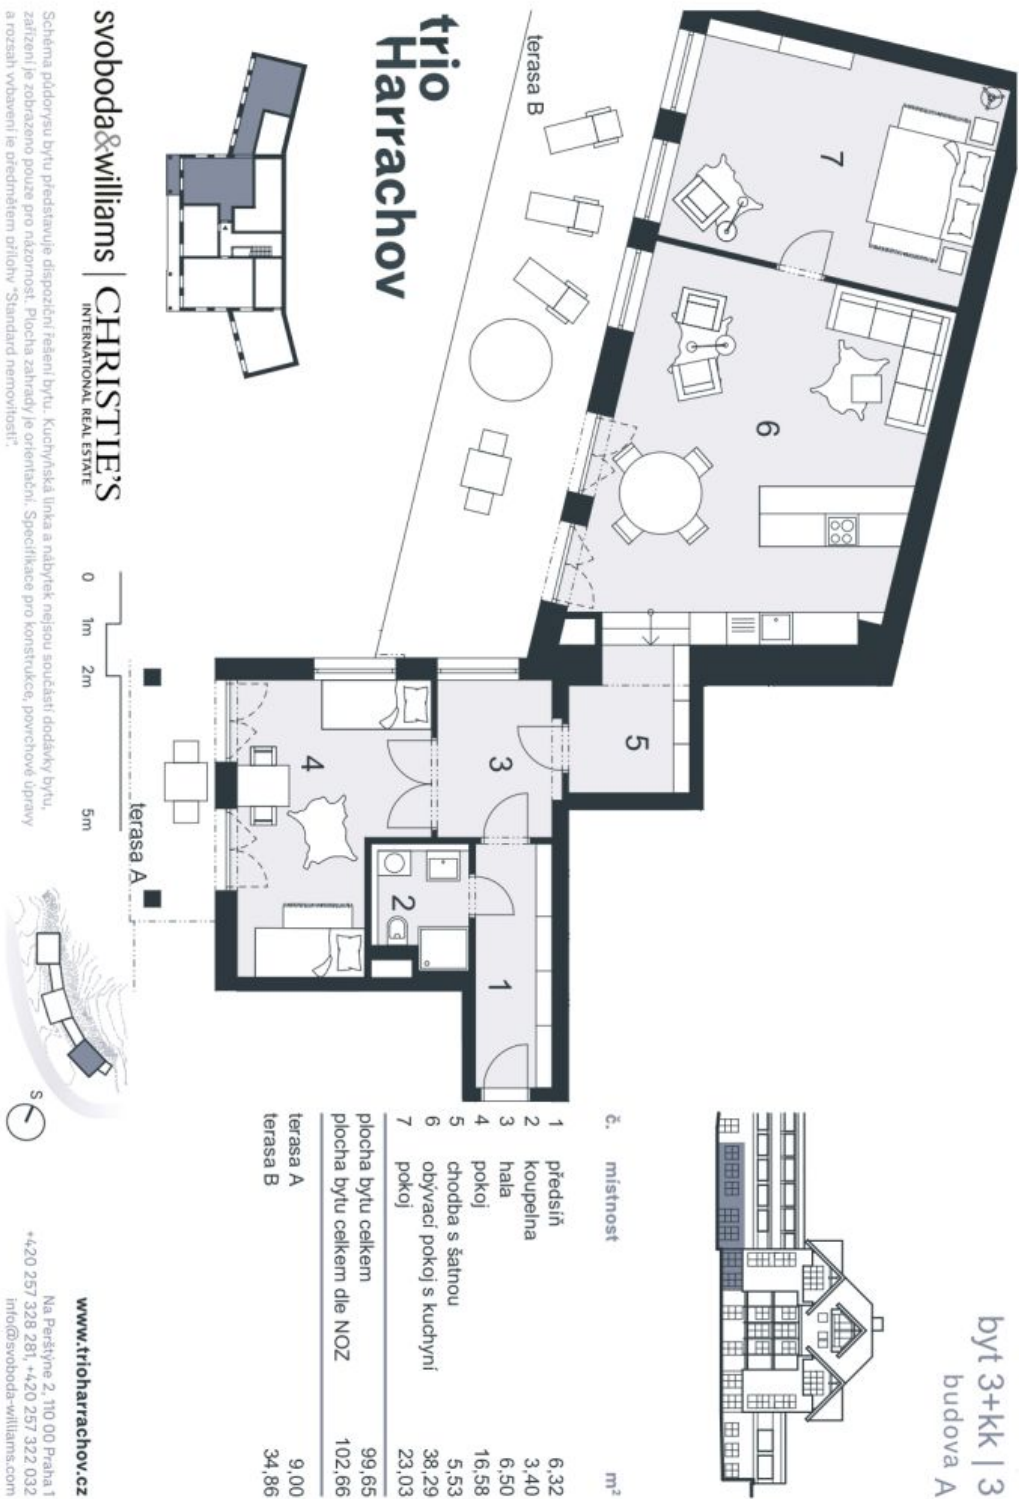 byt 3+kk | 3
budova A
trio
Harrachov
terasa B
7
6
5
4
3
2
1
terasa A
č. místnost m²
1 předsíň 6,32
2 koupelna 3,40
3 hala 6,50
4 pokoj 16,58
5 chodba s šatnou 5,53
6 obývací pokoj s kuchyní 38,29
7 pokoj 23,03
plocha bytu celkem 99,65
plocha bytu celkem dle NOZ 102,66
terasa A 9,00
terasa B 34,86
0 1m 2m 5m
S
svoboda&williams | CHRISTIE'S
INTERNATIONAL REAL ESTATE
www.trioharrachov.cz
Na Perštýně 2, 110 00 Praha 1
+420 257 328 281, +420 257 322 032
info@svoboda-williams.com
Schéma půdorysu bytu představuje dispoziční řešení bytu. Kuchyňská linka a nábytek nejsou součástí dodávky bytu,
zařízení je zobrazeno pouze pro názornost. Plocha zahrady je orientační. Specifikace pro konstrukce, povrchové úpravy
a rozsah vybavení je předmětem přílohy "Standard nemovitosti".